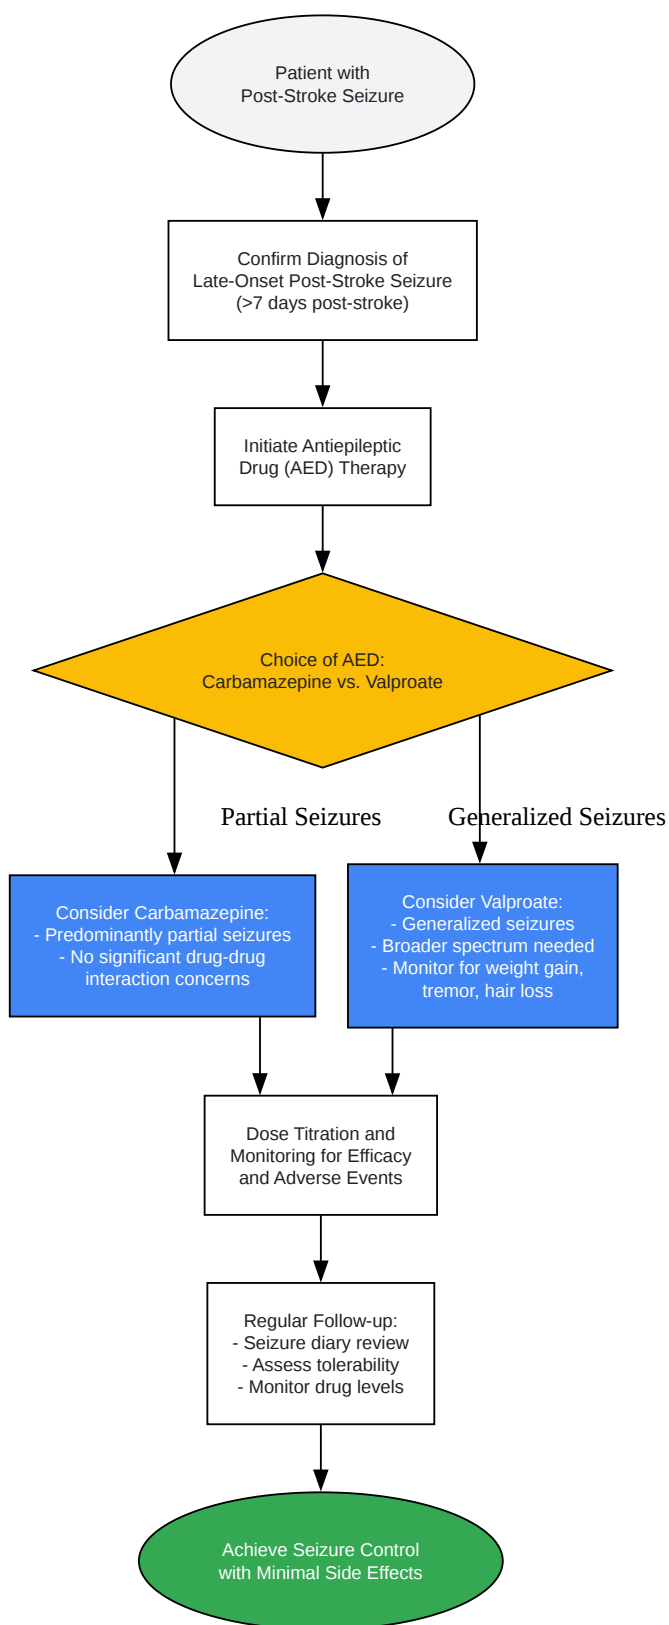 Patient with
Post-Stroke Seizure
Confirm Diagnosis of
Late-Onset Post-Stroke Seizure
(>7 days post-stroke)
Initiate Antiepileptic
Drug (AED) Therapy
Choice of AED:
Carbamazepine vs. Valproate
Partial Seizures
Generalized Seizures
Consider Carbamazepine:
- Predominantly partial seizures
- No significant drug-drug
interaction concerns
Consider Valproate:
- Generalized seizures
- Broader spectrum needed
- Monitor for weight gain,
tremor, hair loss
Dose Titration and
Monitoring for Efficacy
and Adverse Events
Regular Follow-up:
- Seizure diary review
- Assess tolerability
- Monitor drug levels
Achieve Seizure Control
with Minimal Side Effects